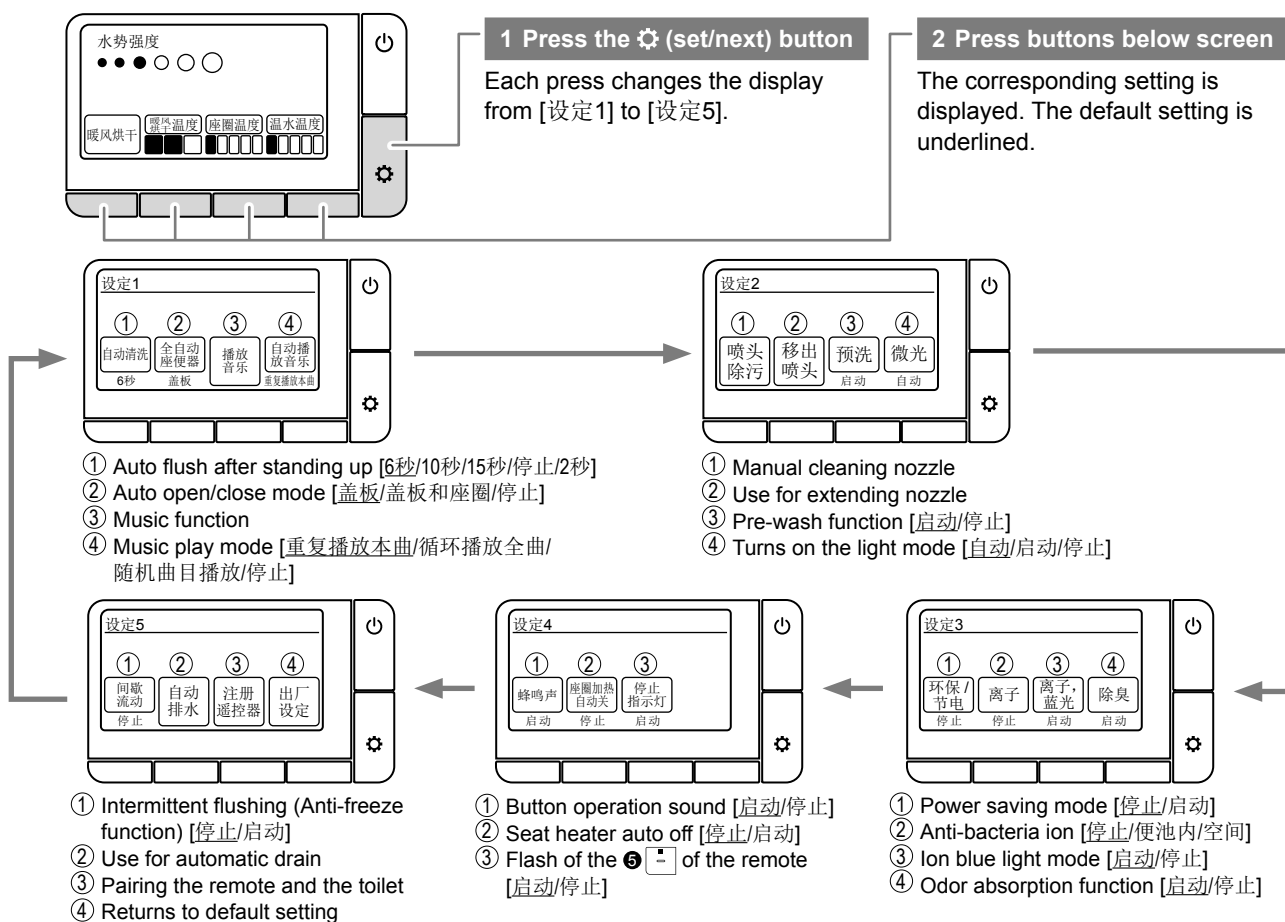 水势强度
暖风烘干
暖风烘干温度
座圈温度
温水温度
1 Press the (set/next) button
Each press changes the display
from [设定1] to [设定5].
2 Press buttons below screen
The corresponding setting is
displayed. The default setting is
underlined.
设定1
① ② ③ ④
自动清洗
全自动
座便器
播放
音乐
自动播
放音乐
6秒
盖板
重复播放本曲
① Auto flush after standing up [6秒/10秒/15秒/停止/2秒]
② Auto open/close mode [盖板/盖板和座圈/停止]
③ Music function
④ Music play mode [重复播放本曲/循环播放全曲/
随机曲目播放/停止]
设定2
① ② ③ ④
喷头
除污
移出
喷头
预洗
微光
启动
自动
① Manual cleaning nozzle
② Use for extending nozzle
③ Pre-wash function [启动/停止]
④ Turns on the light mode [自动/启动/停止]
设定5
① ② ③ ④
间歇
流动
自动
排水
注册
遥控器
出厂
设定
停止
① Intermittent flushing (Anti-freeze
function) [停止/启动]
② Use for automatic drain
③ Pairing the remote and the toilet
④ Returns to default setting
设定4
① ② ③
蜂鸣声
座圈加热
自动关
停止
指示灯
启动
停止
启动
① Button operation sound [启动/停止]
② Seat heater auto off [停止/启动]
③ Flash of the ❺ of the remote
[启动/停止]
设定3
① ② ③ ④
环保 /
节电
离子
离子，
蓝光
除臭
停止
停止
启动
启动
① Power saving mode [停止/启动]
② Anti-bacteria ion [停止/便池内/空间]
③ Ion blue light mode [启动/停止]
④ Odor absorption function [启动/停止]